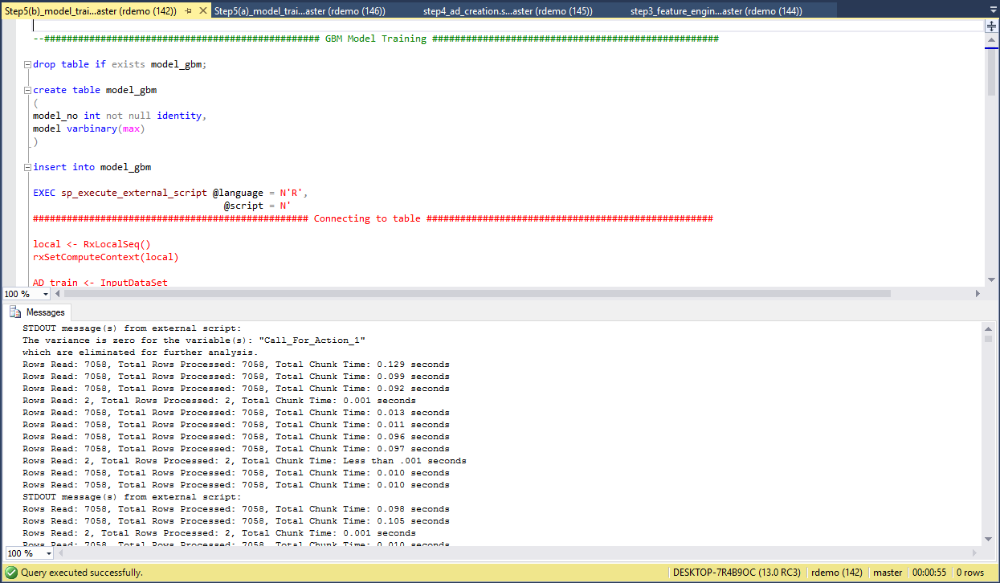 Step5(b)_model_trai...aster (rdemo (142)) Step5(a)_model_trai...aster (rdemo (146)) step4_ad_creation.s...aster (rdemo (145)) step3_feature_engin...aster (rdemo (144))
--################################################# GBM Model Training ###################################################
drop table if exists model_gbm;
create table model_gbm
(
model_no int not null identity,
model varbinary(max)
)
insert into model_gbm
EXEC sp_execute_external_script @language = N'R',
@script = N'
################################################# Connecting to table ###################################################
local <- RxLocalSeq()
rxSetComputeContext(local)
AD_train <- InputDataSet
100 %
Messages
STDOUT message(s) from external script:
The variance is zero for the variable(s): "Call_For_Action_1"
which are eliminated for further analysis.
Rows Read: 7058, Total Rows Processed: 7058, Total Chunk Time: 0.129 seconds
Rows Read: 7058, Total Rows Processed: 7058, Total Chunk Time: 0.099 seconds
Rows Read: 7058, Total Rows Processed: 7058, Total Chunk Time: 0.092 seconds
Rows Read: 2, Total Rows Processed: 2, Total Chunk Time: 0.001 seconds
Rows Read: 7058, Total Rows Processed: 7058, Total Chunk Time: 0.013 seconds
Rows Read: 7058, Total Rows Processed: 7058, Total Chunk Time: 0.011 seconds
Rows Read: 7058, Total Rows Processed: 7058, Total Chunk Time: 0.096 seconds
Rows Read: 7058, Total Rows Processed: 7058, Total Chunk Time: 0.097 seconds
Rows Read: 2, Total Rows Processed: 2, Total Chunk Time: Less than .001 seconds
Rows Read: 7058, Total Rows Processed: 7058, Total Chunk Time: 0.010 seconds
Rows Read: 7058, Total Rows Processed: 7058, Total Chunk Time: 0.010 seconds
STDOUT message(s) from external script:
Rows Read: 7058, Total Rows Processed: 7058, Total Chunk Time: 0.098 seconds
Rows Read: 7058, Total Rows Processed: 7058, Total Chunk Time: 0.105 seconds
Rows Read: 2, Total Rows Processed: 2, Total Chunk Time: 0.001 seconds
Rows Read: 7058, Total Rows Processed: 7058, Total Chunk Time: 0.010 seconds
100 %
Query executed successfully. DESKTOP-7R4B9OC (13.0 RC3) rdemo (142) master 00:00:55 0 rows